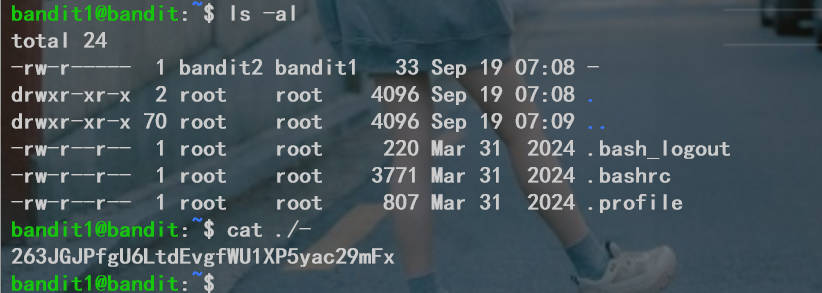 bandit1@bandit:~$ ls -al
total 24
-rw-r-----  1 bandit2 bandit1   33 Sep 19 07:08 -
drwxr-xr-x  2 root    root    4096 Sep 19 07:08 .
drwxr-xr-x 70 root    root    4096 Sep 19 07:09 ..
-rw-r--r--  1 root    root     220 Mar 31  2024 .bash_logout
-rw-r--r--  1 root    root    3771 Mar 31  2024 .bashrc
-rw-r--r--  1 root    root     807 Mar 31  2024 .profile
bandit1@bandit:~$ cat ./-
263JGJPfgU6LtdEvgfWU1XP5yac29mFx
bandit1@bandit:~$